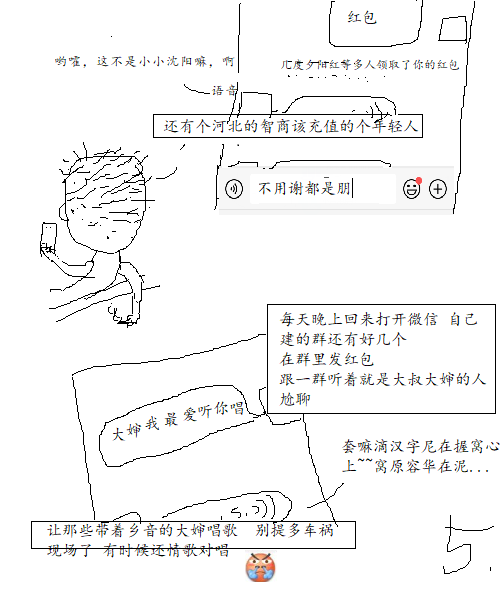 红包
哟嚯，这不是小小沈阳嘛，啊
几度夕阳红等多人领取了你的红包
语音
还有个河北的智商该充值的个年轻人
不用谢都是朋
每天晚上回来打开微信 自己
建的群还有好几个
在群里发红包
跟一群听着就是大叔大婶的人
尬聊
大婶我最爱听你唱
套嘛滴汉字尼在握窝心
上~~窝原容华在泥...
让那些带着乡音的大婶唱歌 别提多车祸
现场了 有时候还情歌对唱
5.